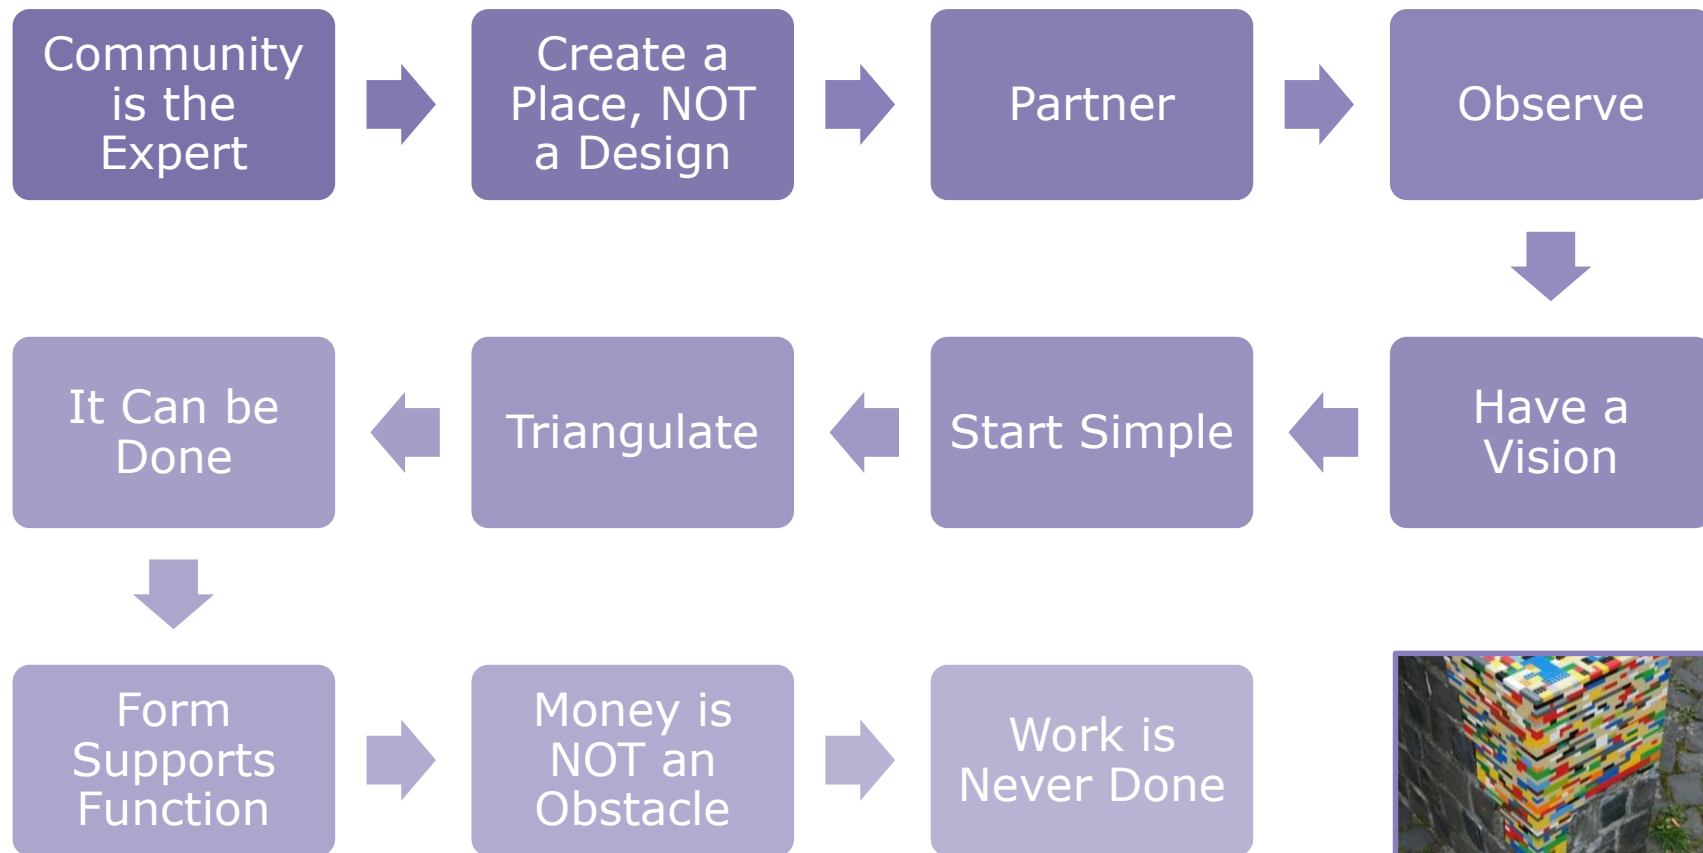 Community
is the
Expert
Create a
Place, NOT
a Design
Partner
Observe
Have a
Vision
Start Simple
Triangulate
It Can be
Done
Form
Supports
Function
Money is
NOT an
Obstacle
Work is
Never Done